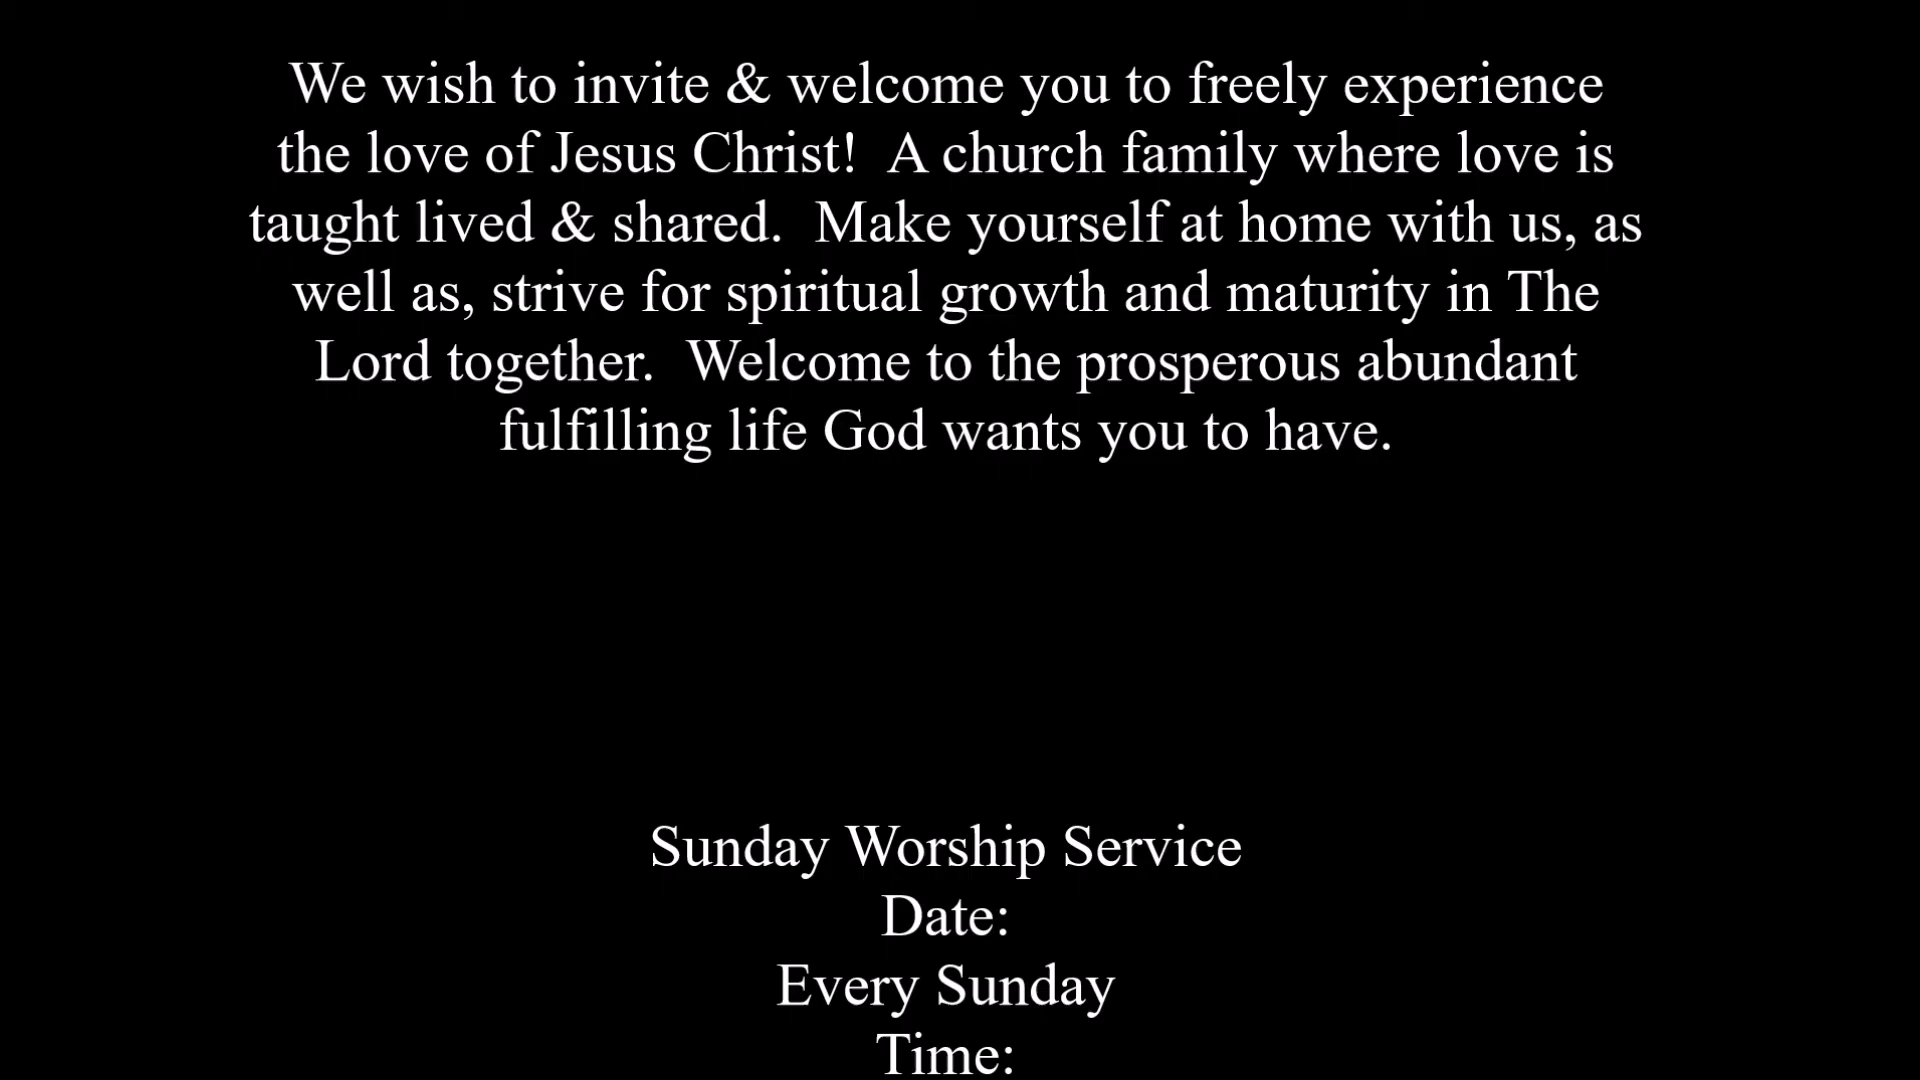 We wish to invite & welcome you to freely experience
the love of Jesus Christ!  A church family where love is
taught lived & shared.  Make yourself at home with us, as
well as, strive for spiritual growth and maturity in The
Lord together.  Welcome to the prosperous abundant
fulfilling life God wants you to have.
Sunday Worship Service
Date:
Every Sunday
Time: